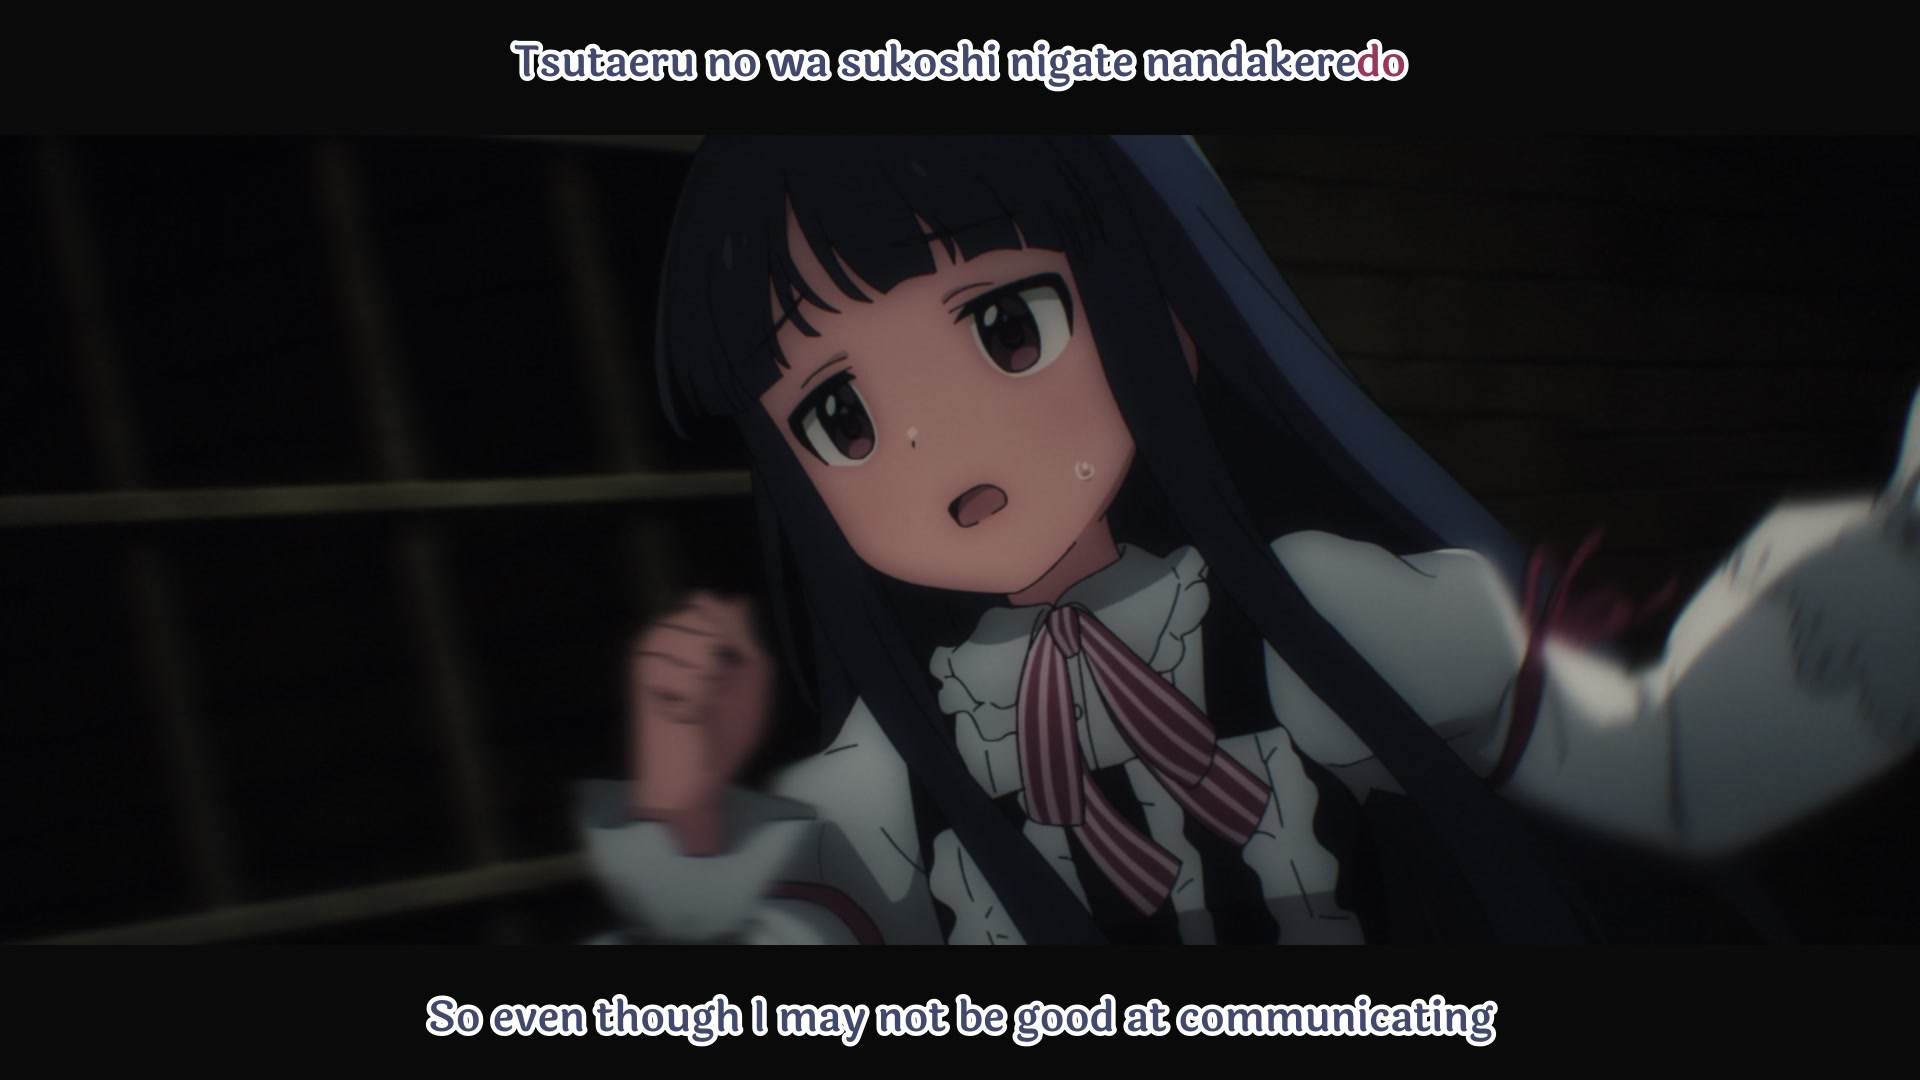 Tsutaeru no wa sukoshi nigate nandakeredo
So even though I may not be good at communicating